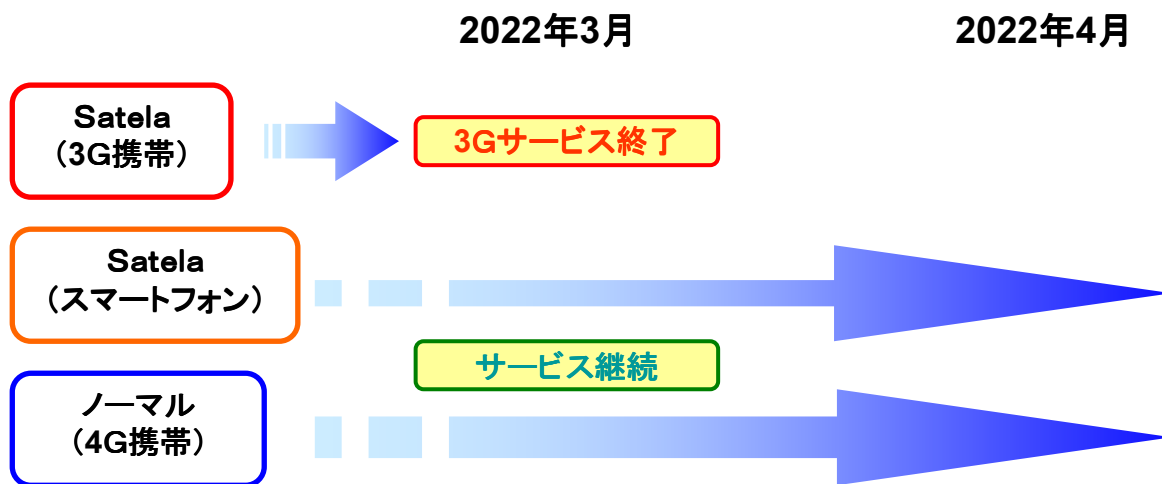 2022年3月
2022年4月
Satela
（3G携帯）
3Gサービス終了
Satela
（スマートフォン）
サービス継続
ノーマル
（4G携帯）